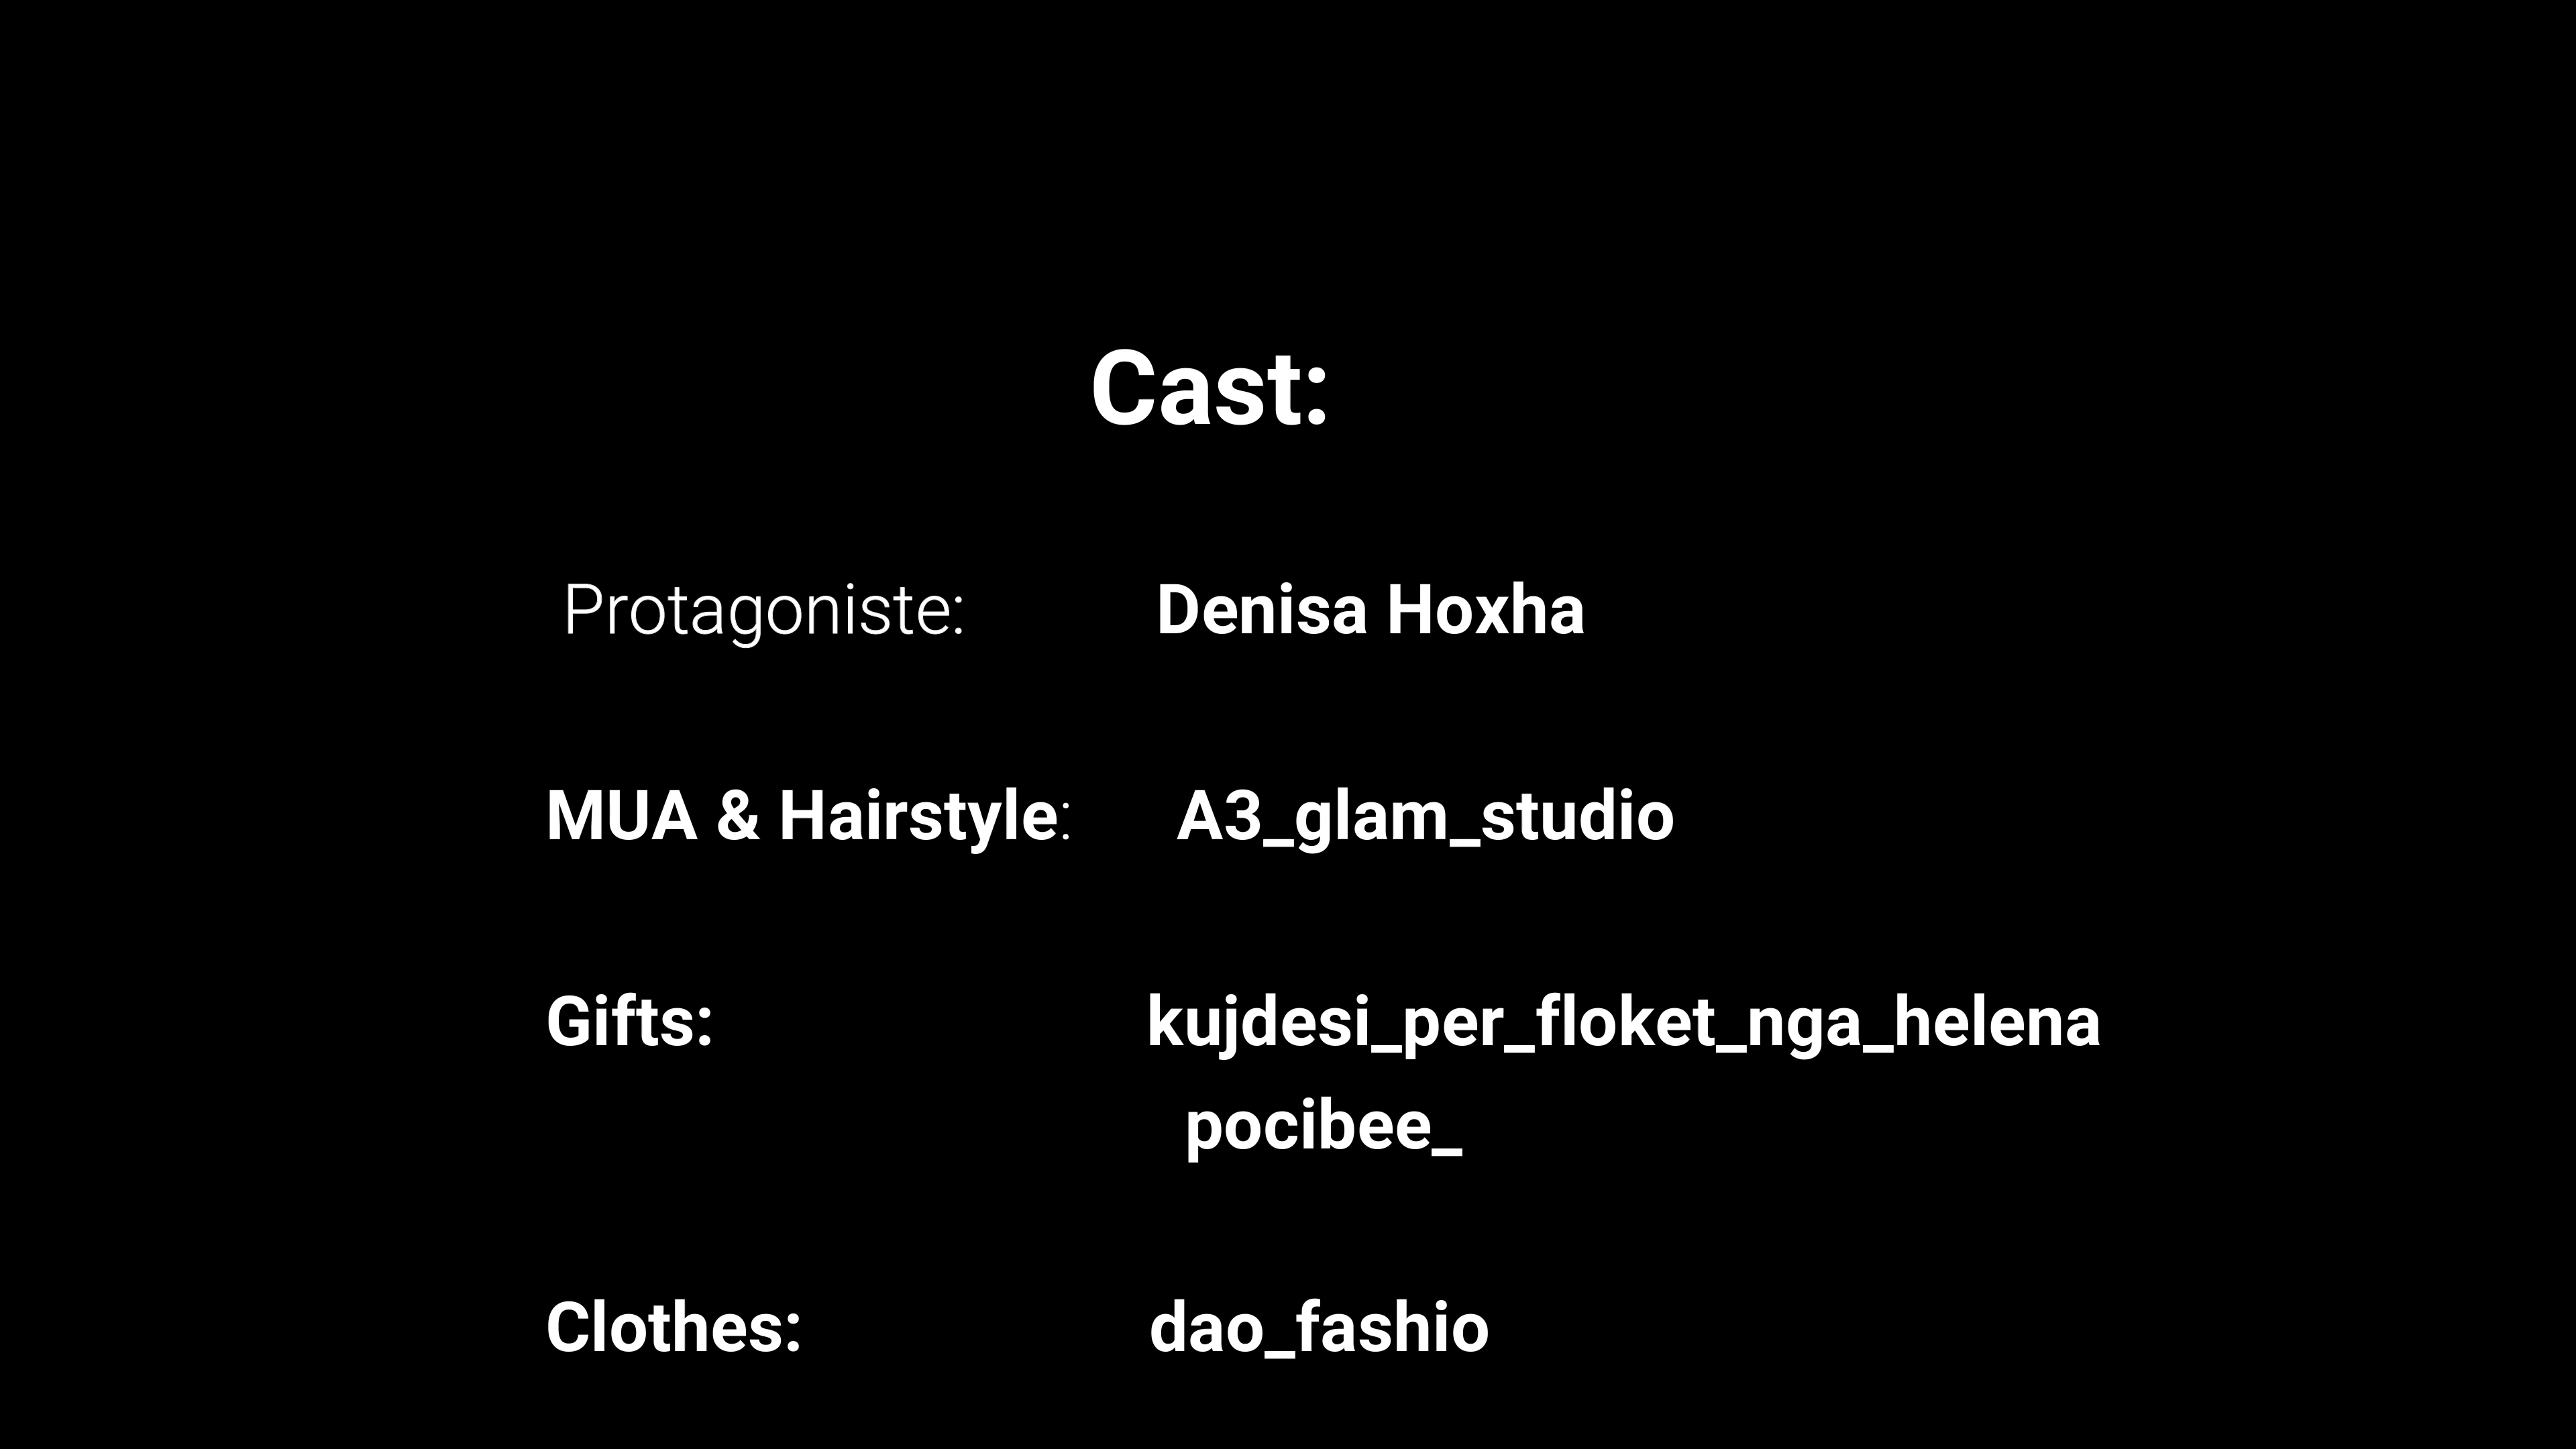 Cast:
Protagoniste: Denisa Hoxha
MUA & Hairstyle: A3_glam_studio
Gifts: kujdesi_per_floket_nga_helena
pocibee_
Clothes: dao_fashio